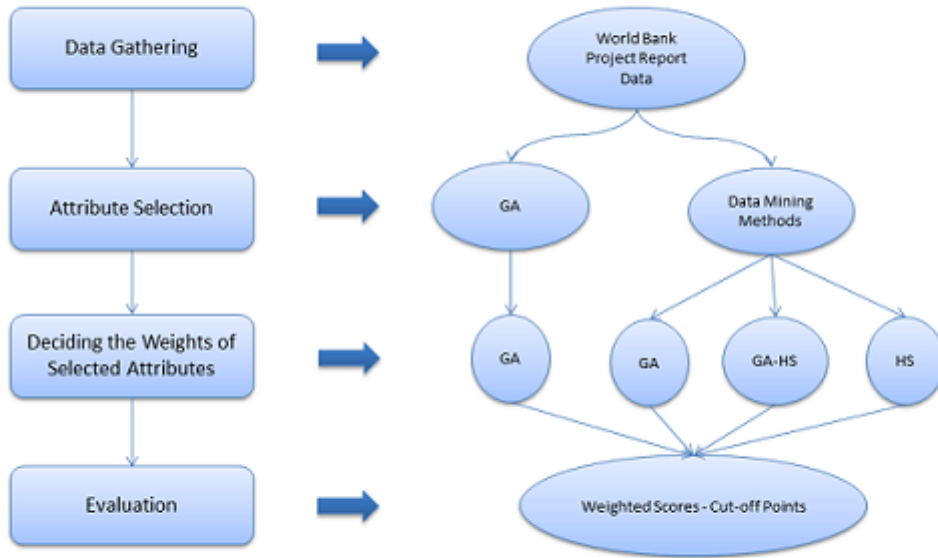 Data Gathering
World Bank
Project Report
Data
Attribute Selection
GA
Data Mining
Methods
Deciding the Weights of
Selected Attributes
GA
GA
GA-HS
HS
Evaluation
Weighted Scores - Cut-off Points